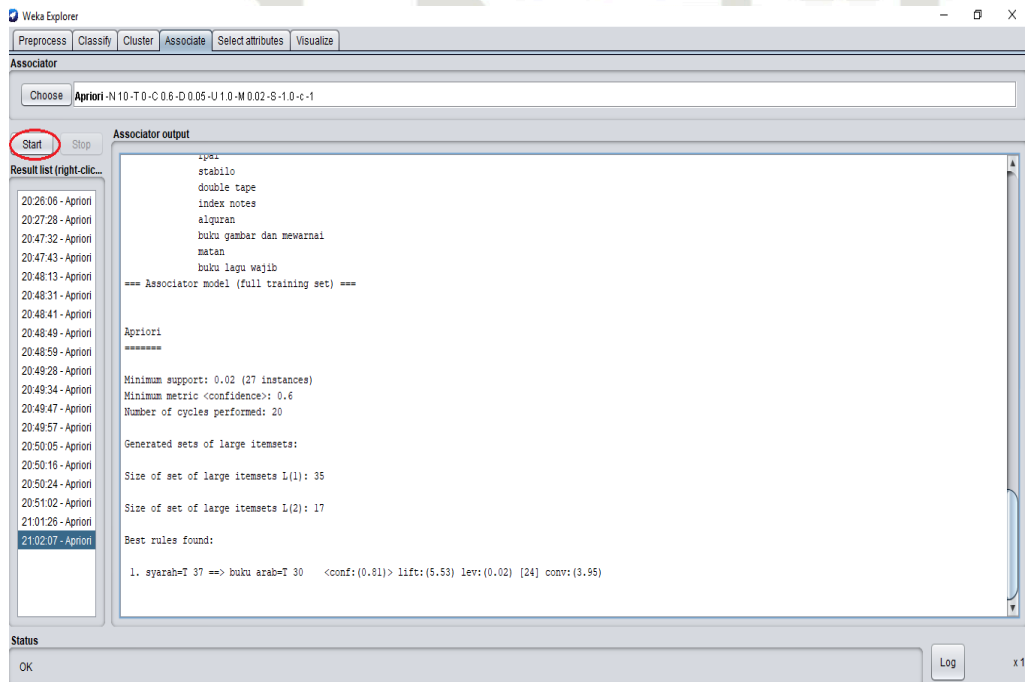 Weka Explorer
Preprocess Classify Cluster Associate Select attributes Visualize
Associator
Choose Apriori -N 10 -T 0 -C 0.6 -D 0.05 -U 1.0 -M 0.02 -S -1.0 -c -1
Start Stop
Result list (right-clic...
20:26:06 - Apriori
20:27:28 - Apriori
20:47:32 - Apriori
20:47:43 - Apriori
20:48:13 - Apriori
20:48:31 - Apriori
20:48:41 - Apriori
20:48:49 - Apriori
20:48:59 - Apriori
20:49:28 - Apriori
20:49:34 - Apriori
20:49:47 - Apriori
20:49:57 - Apriori
20:50:05 - Apriori
20:50:16 - Apriori
20:50:24 - Apriori
20:51:02 - Apriori
21:01:26 - Apriori
21:02:07 - Apriori
Associator output
stabilo
double tape
index notes
alquran
buku gambar dan mewarnai
matan
buku lagu wajib
=== Associator model (full training set) ===
Apriori
=======
Minimum support: 0.02 (27 instances)
Minimum metric <confidence>: 0.6
Number of cycles performed: 20
Generated sets of large itemsets:
Size of set of large itemsets L(1): 35
Size of set of large itemsets L(2): 17
Best rules found:
1. syarah=T 37 ==> buku arab=T 30 <conf:(0.81)> lift:(5.53) lev:(0.02) [24] conv:(3.95)
Status
OK
Log
x 1